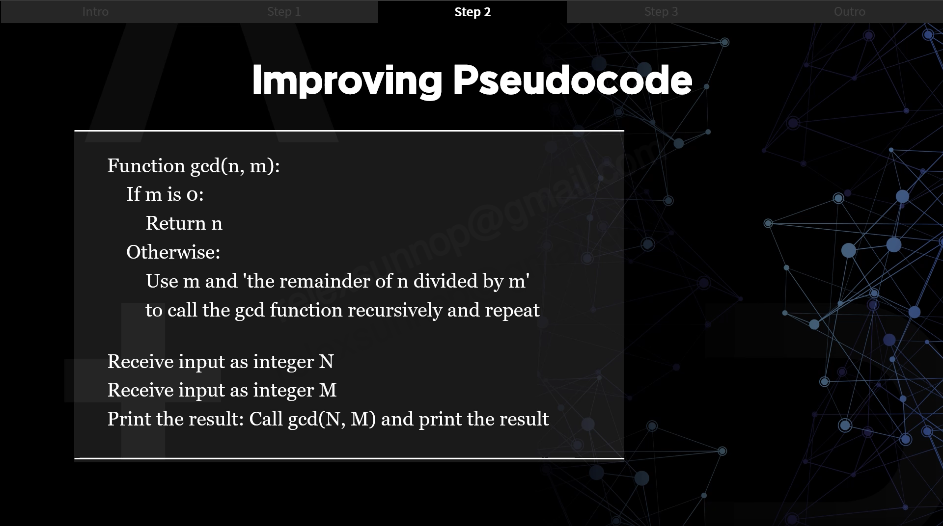 Intro
Step 1
Step 2
Step 3
Outro
Improving Pseudocode
Function gcd(n, m):
If m is 0:
Return n
Otherwise:
Use m and 'the remainder of n divided by m'
to call the gcd function recursively and repeat
Receive input as integer N
Receive input as integer M
Print the result: Call gcd(N, M) and print the result